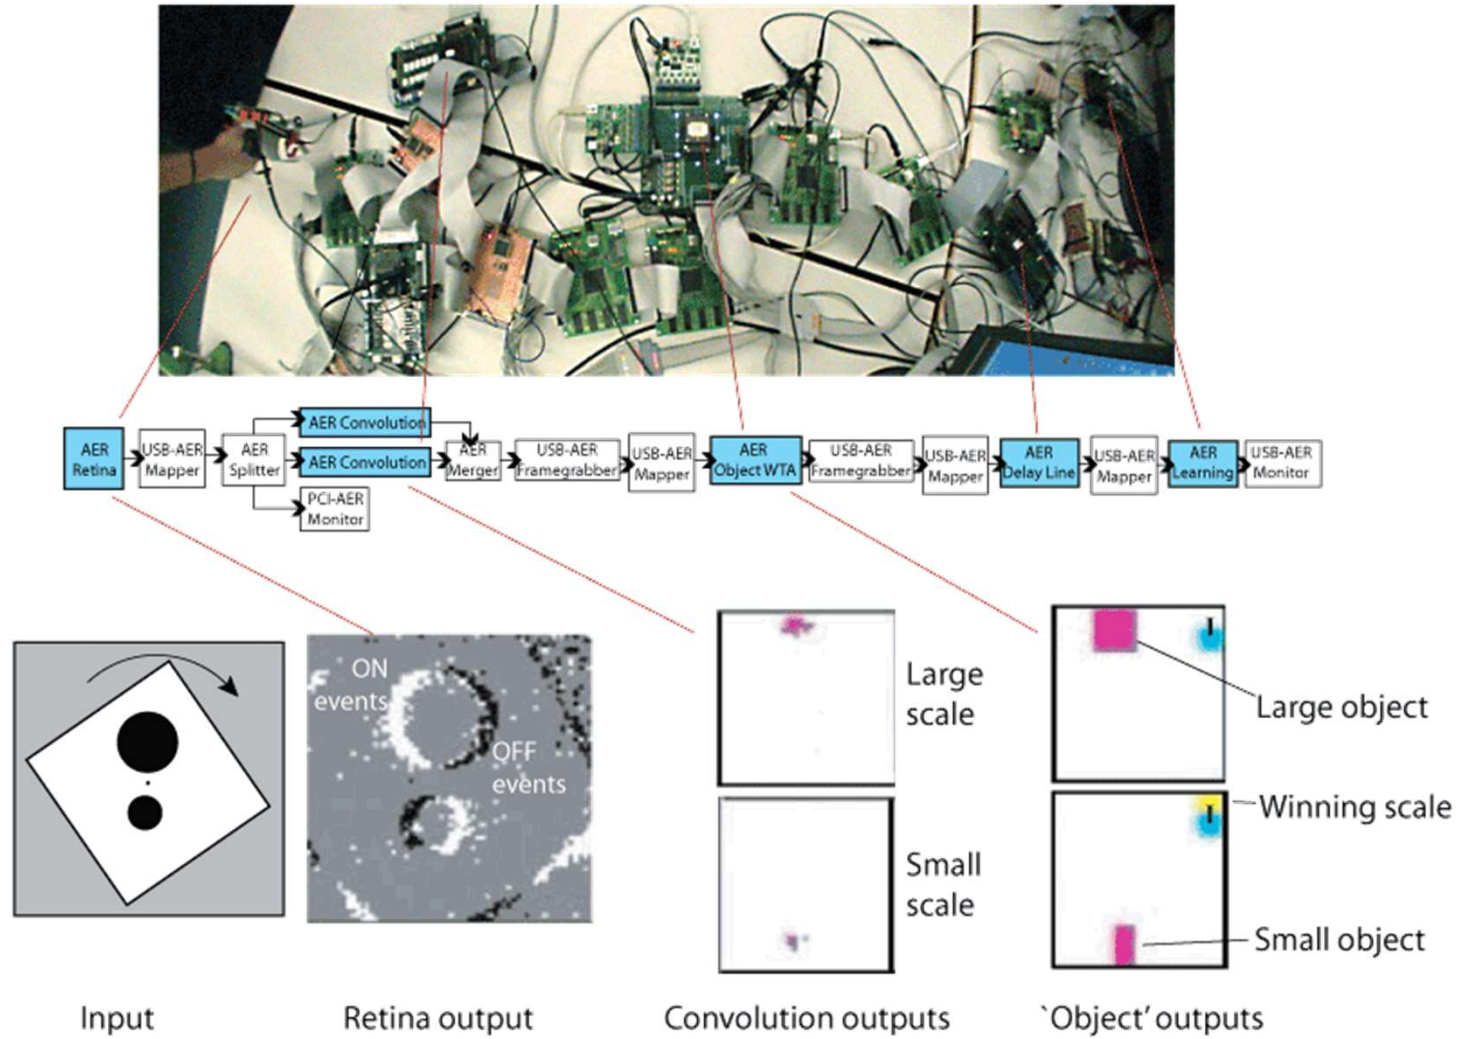 AER
Retina
USB-AER
Mapper
AER
Splitter
AER Convolution
AER Convolution
PCI-AER
Monitor
AER
Merger
USB-AER
Framegrabber
USB-AER
Mapper
AER
Object WTA
USB-AER
Framegrabber
USB-AER
Mapper
AER
Delay Line
USB-AER
Mapper
AER
Learning
USB-AER
Monitor
ON
events
OFF
events
Large
scale
Small
scale
Large object
Winning scale
Small object
Input
Retina output
Convolution outputs
`Object' outputs